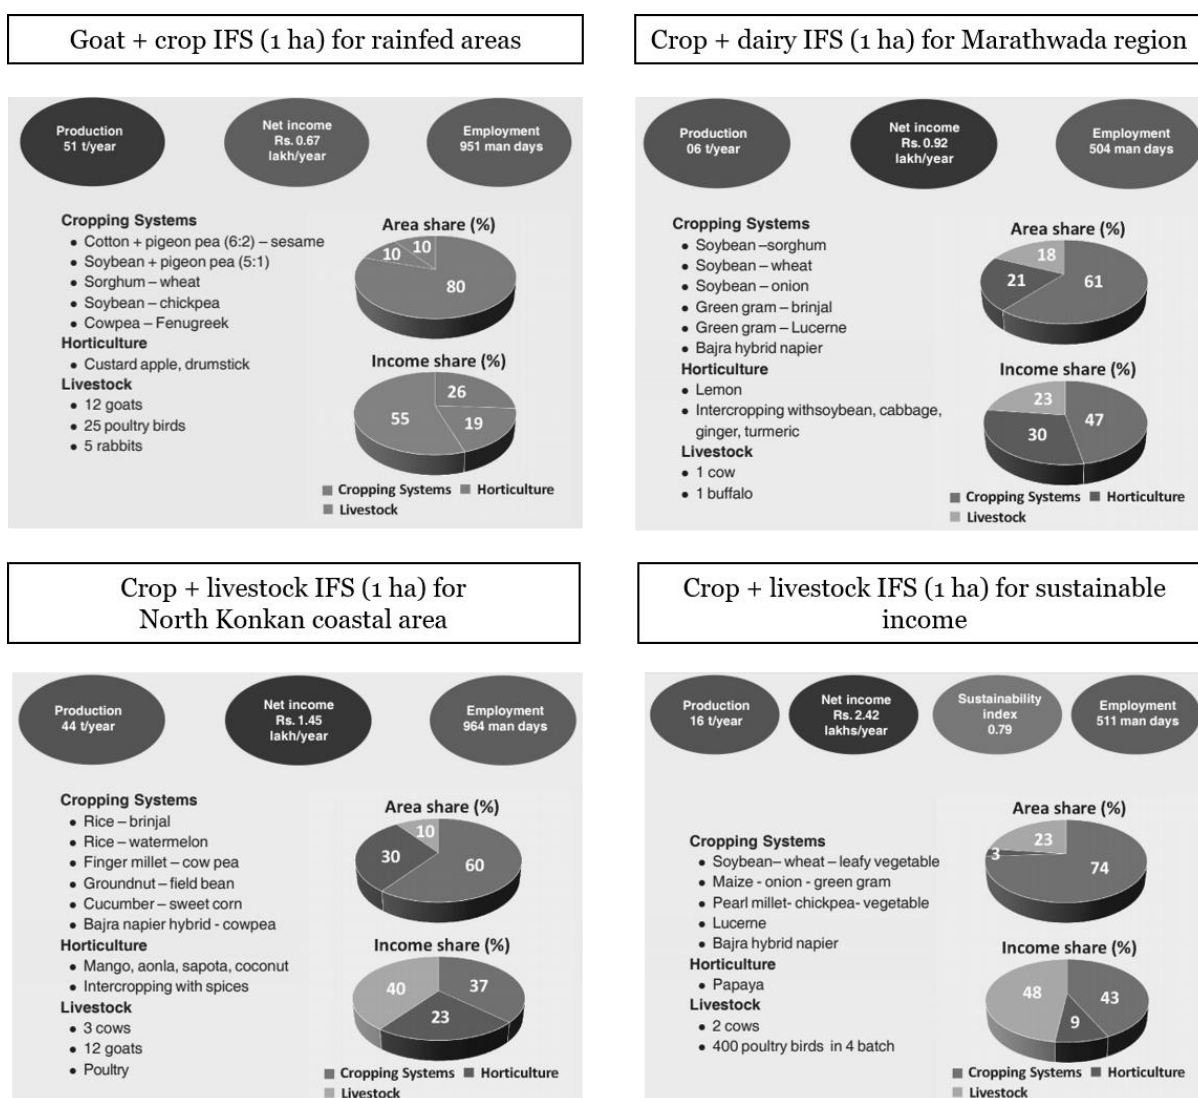 Goat + crop IFS (1 ha) for rainfed areas
Production
51 t/year
Net income
Rs. 0.67
lakh/year
Employment
951 man days
Cropping Systems
• Cotton + pigeon pea (6:2) – sesame
• Soybean + pigeon pea (5:1)
• Sorghum – wheat
• Soybean – chickpea
• Cowpea – Fenugreek
Horticulture
• Custard apple, drumstick
Livestock
• 12 goats
• 25 poultry birds
• 5 rabbits
Area share (%)
10
10
80
Income share (%)
26
55
19
Cropping Systems Horticulture
Livestock
Crop + dairy IFS (1 ha) for Marathwada region
Production
06 t/year
Net income
Rs. 0.92
lakh/year
Employment
504 man days
Cropping Systems
• Soybean –sorghum
• Soybean – wheat
• Soybean – onion
• Green gram – brinjal
• Green gram – Lucerne
• Bajra hybrid napier
Horticulture
• Lemon
• Intercropping withsoybean, cabbage,
ginger, turmeric
Livestock
• 1 cow
• 1 buffalo
Area share (%)
18
21
61
Income share (%)
23
47
30
Cropping Systems Horticulture
Livestock
Crop + livestock IFS (1 ha) for
North Konkan coastal area
Production
44 t/year
Net income
Rs. 1.45
lakh/year
Employment
964 man days
Cropping Systems
• Rice – brinjal
• Rice – watermelon
• Finger millet – cow pea
• Groundnut – field bean
• Cucumber – sweet corn
• Bajra napier hybrid - cowpea
Horticulture
• Mango, aonla, sapota, coconut
• Intercropping with spices
Livestock
• 3 cows
• 12 goats
• Poultry
Area share (%)
10
30
60
Income share (%)
40
37
23
Cropping Systems Horticulture
Livestock
Crop + livestock IFS (1 ha) for sustainable
income
Production
16 t/year
Net income
Rs. 2.42
lakhs/year
Sustainability
index
0.79
Employment
511 man days
Cropping Systems
• Soybean– wheat – leafy vegetable
• Maize - onion - green gram
• Pearl millet- chickpea- vegetable
• Lucerne
• Bajra hybrid napier
Horticulture
• Papaya
Livestock
• 2 cows
• 400 poultry birds in 4 batch
Area share (%)
23
3
74
Income share (%)
48
43
9
Cropping Systems Horticulture
Livestock